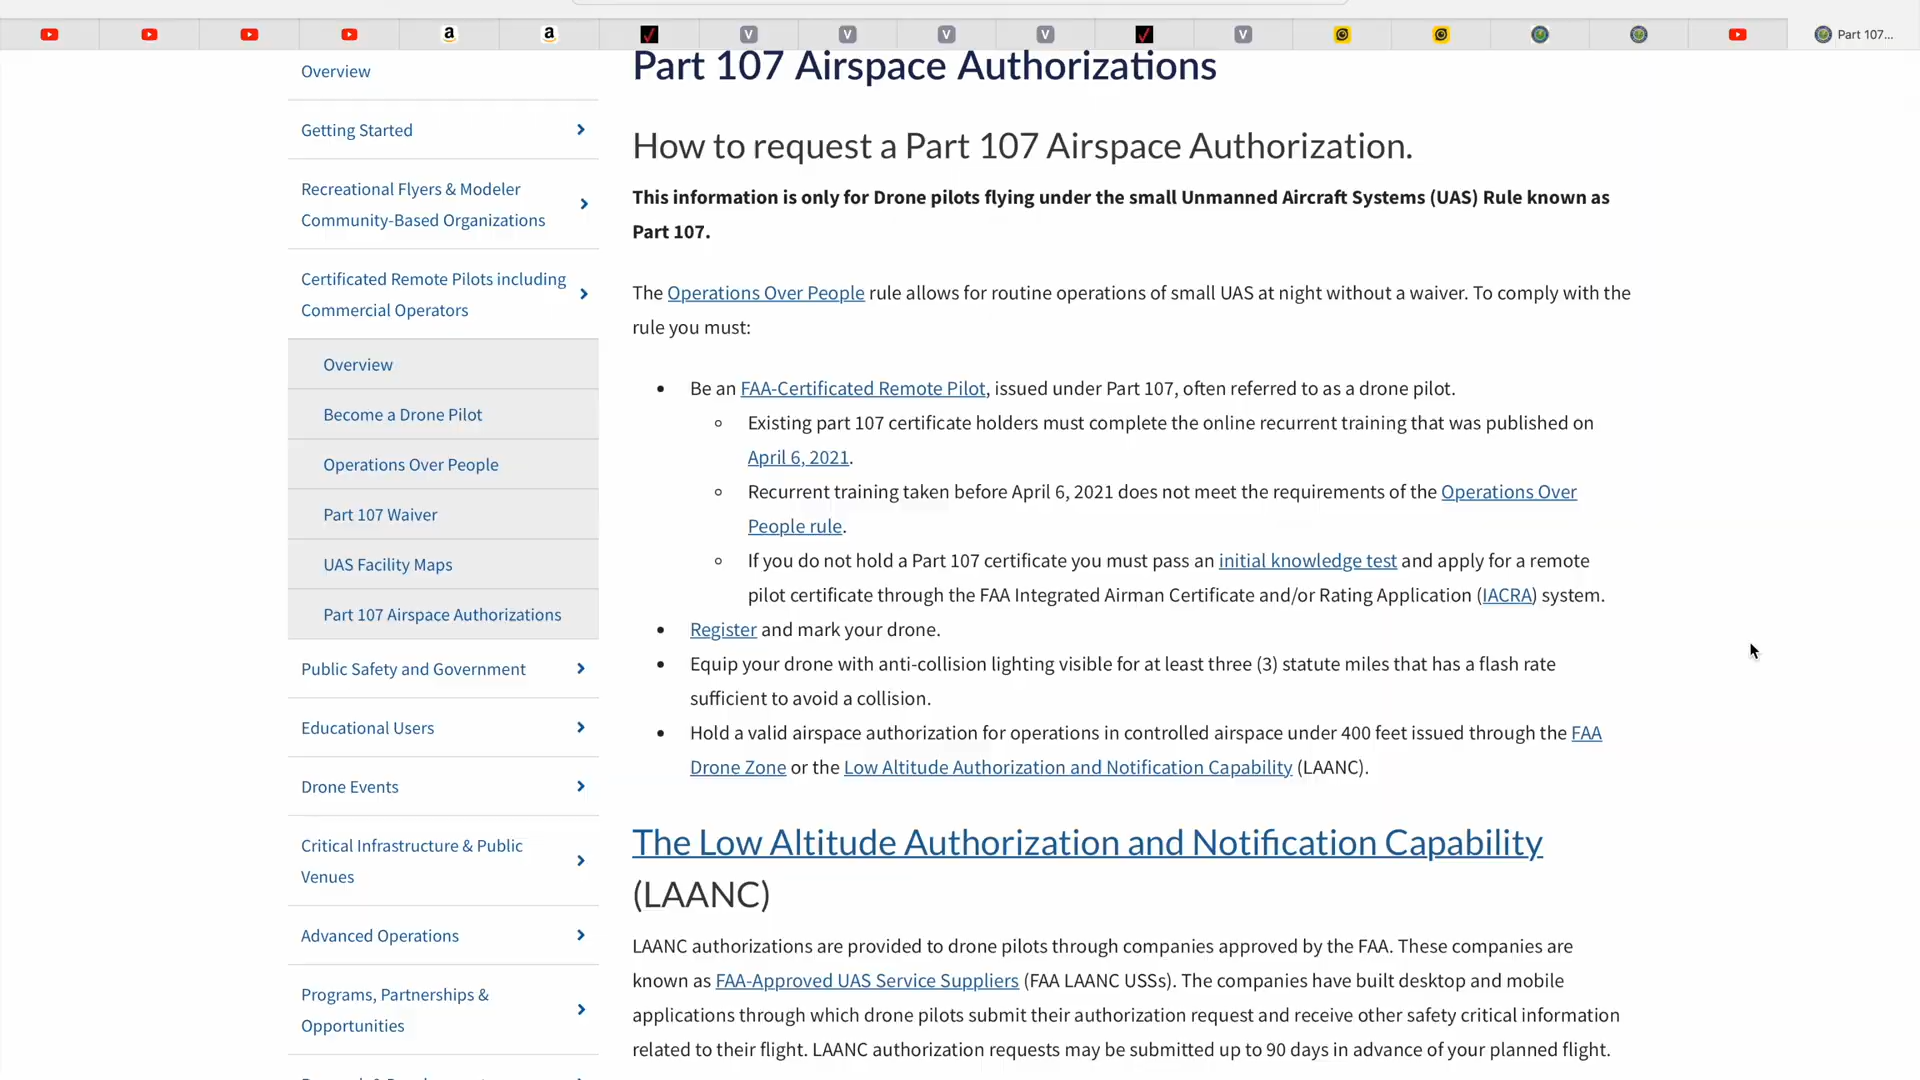 a
a
V
V
V
V
V
Part 107...
Overview
Getting Started
Recreational Flyers & Modeler
Community-Based Organizations
Certificated Remote Pilots including
Commercial Operators
Overview
Become a Drone Pilot
Operations Over People
Part 107 Waiver
UAS Facility Maps
Part 107 Airspace Authorizations
Public Safety and Government
Educational Users
Drone Events
Critical Infrastructure & Public
Venues
Advanced Operations
Programs, Partnerships &
Opportunities
Part 107 Airspace Authorizations
How to request a Part 107 Airspace Authorization.
This information is only for Drone pilots flying under the small Unmanned Aircraft Systems (UAS) Rule known as
Part 107.
The Operations Over People rule allows for routine operations of small UAS at night without a waiver. To comply with the
rule you must:
• Be an FAA-Certificated Remote Pilot, issued under Part 107, often referred to as a drone pilot.
◦ Existing part 107 certificate holders must complete the online recurrent training that was published on
April 6, 2021.
◦ Recurrent training taken before April 6, 2021 does not meet the requirements of the Operations Over
People rule.
◦ If you do not hold a Part 107 certificate you must pass an initial knowledge test and apply for a remote
pilot certificate through the FAA Integrated Airman Certificate and/or Rating Application (IACRA) system.
• Register and mark your drone.
• Equip your drone with anti-collision lighting visible for at least three (3) statute miles that has a flash rate
sufficient to avoid a collision.
• Hold a valid airspace authorization for operations in controlled airspace under 400 feet issued through the FAA
Drone Zone or the Low Altitude Authorization and Notification Capability (LAANC).
The Low Altitude Authorization and Notification Capability
(LAANC)
LAANC authorizations are provided to drone pilots through companies approved by the FAA. These companies are
known as FAA-Approved UAS Service Suppliers (FAA LAANC USSs). The companies have built desktop and mobile
applications through which drone pilots submit their authorization request and receive other safety critical information
related to their flight. LAANC authorization requests may be submitted up to 90 days in advance of your planned flight.